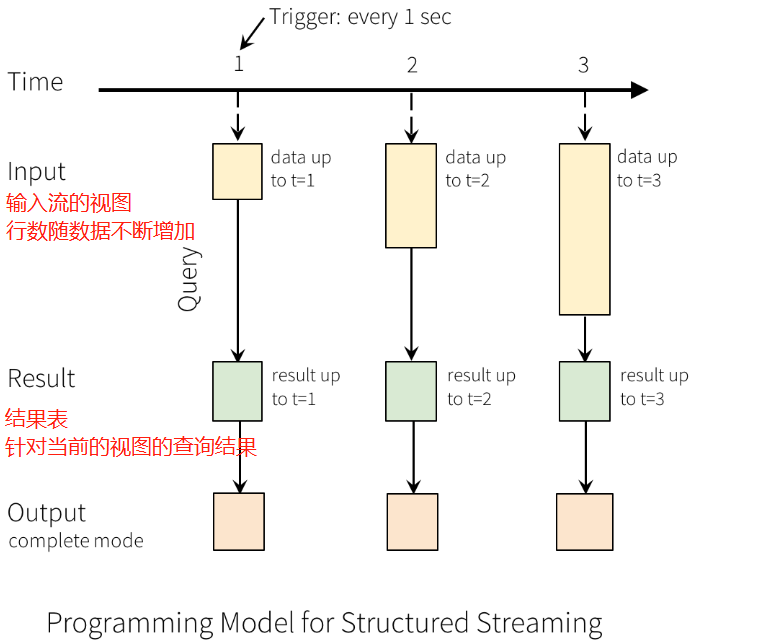 Trigger: every 1 sec
1 2 3
Time
Input
输入流的视图
行数随数据不断增加
data up
to t=1
data up
to t=2
data up
to t=3
Query
Result
结果表
针对当前的视图的查询结果
result up
to t=1
result up
to t=2
result up
to t=3
Output
complete mode
Programming Model for Structured Streaming